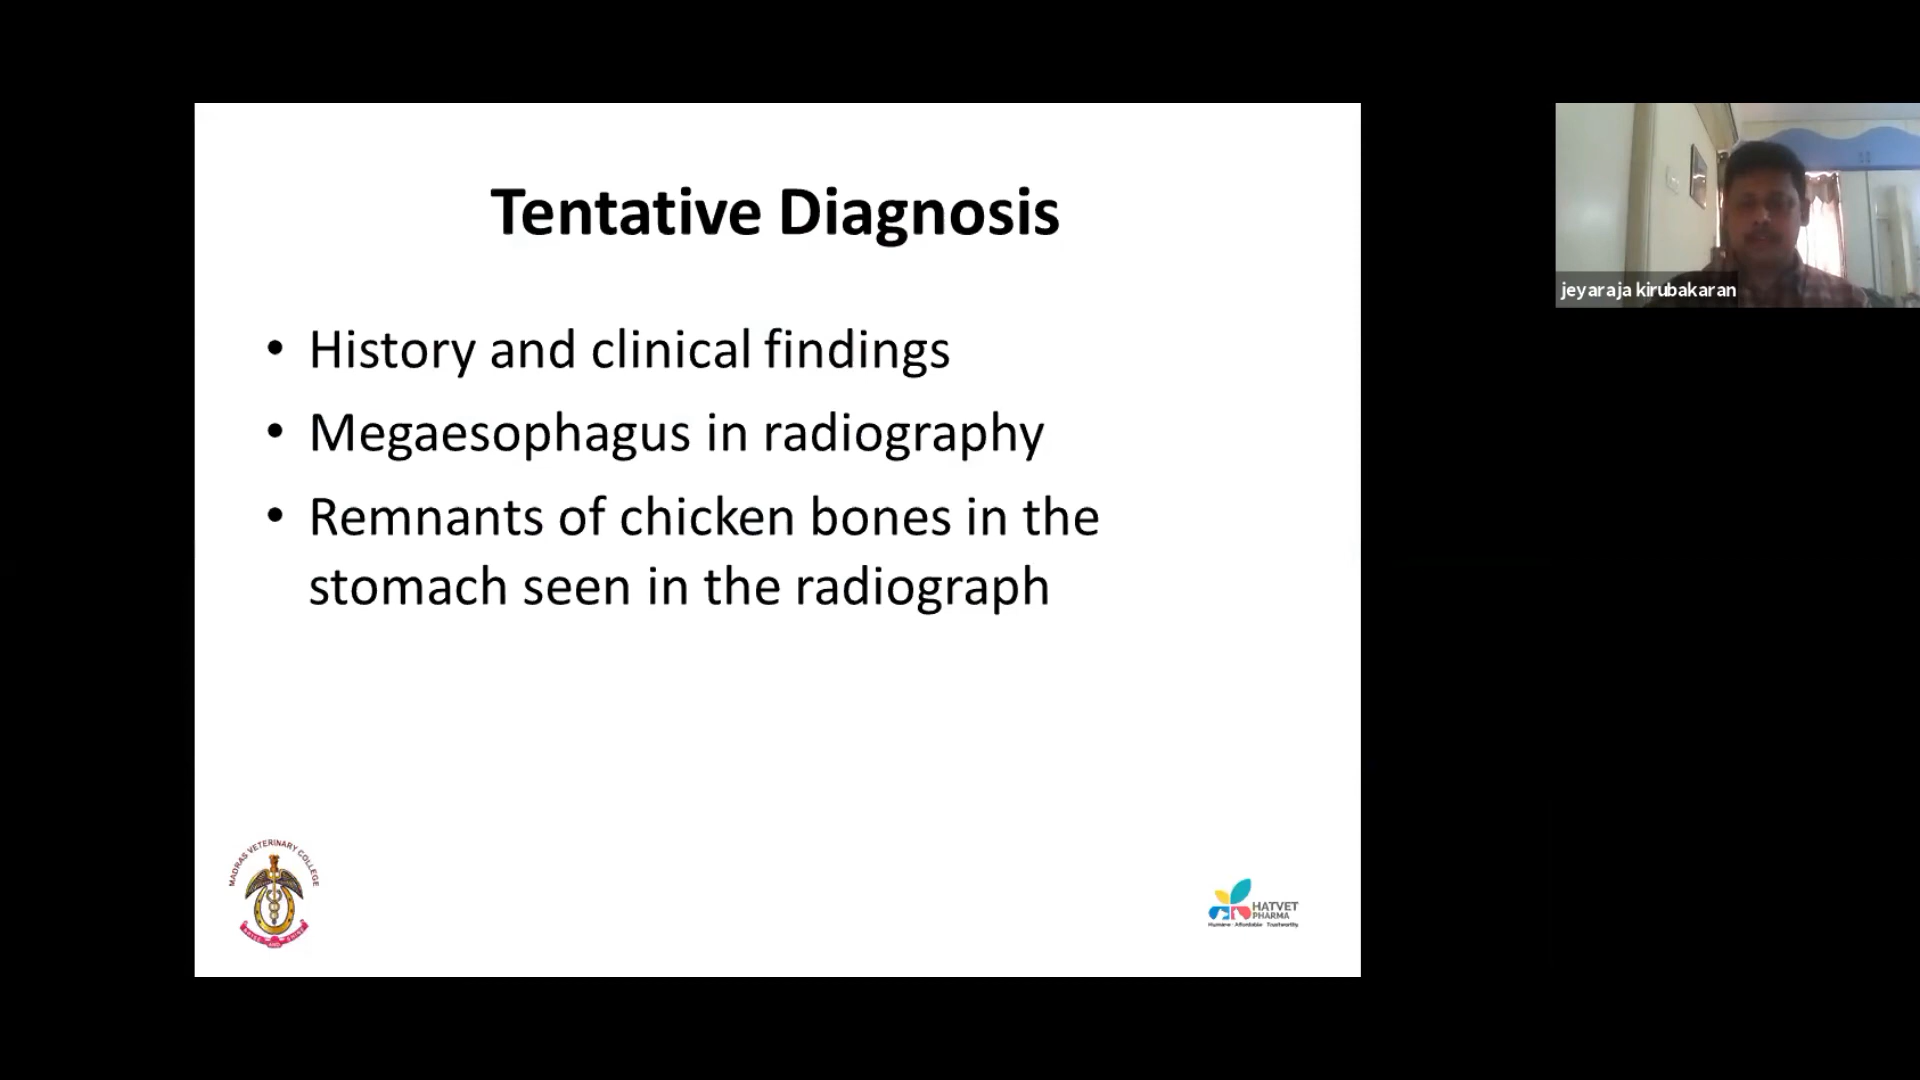 Tentative Diagnosis
• History and clinical findings
• Megaesophagus in radiography
• Remnants of chicken bones in the
stomach seen in the radiograph
jeyaraja kirubakaran
MADRAS VETERINARY COLLEGE
HATVET
PHARMA
Humane · Affordable · Trustworthy